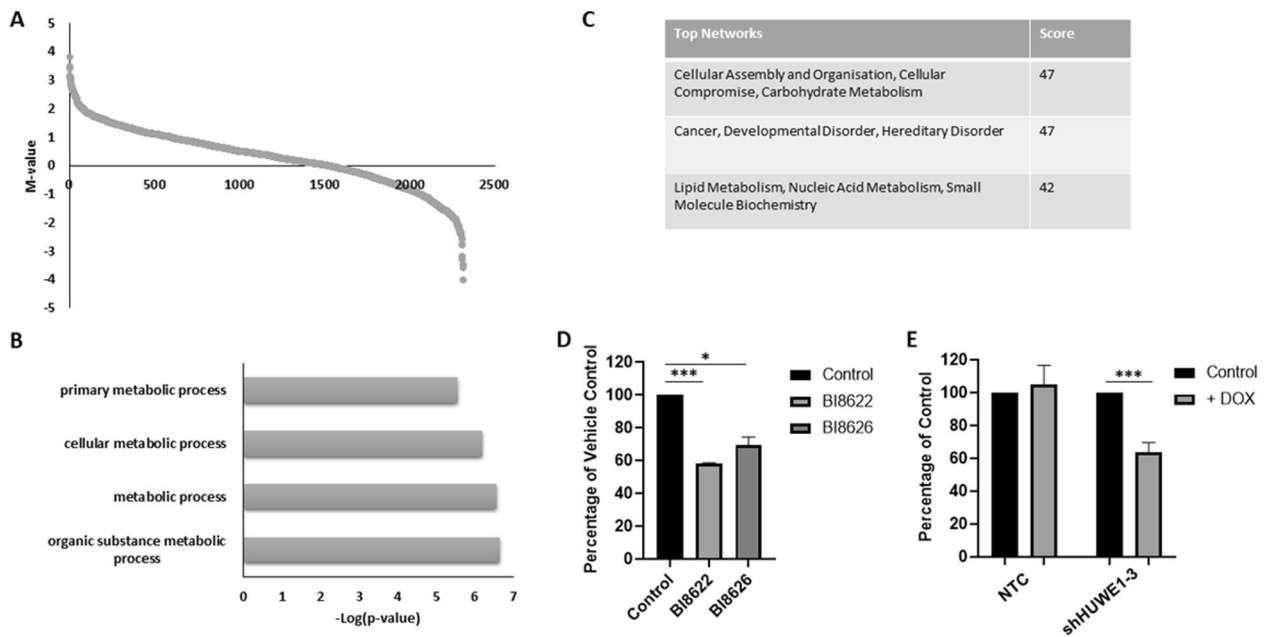 A
5
4
3
2
1
0
-1
-2
-3
-4
-5
M-value
0
500
1000
1500
2000
2500
C
Top Networks Score
Cellular Assembly and Organisation, Cellular 47
Compromise, Carbohydrate Metabolism
Cancer, Developmental Disorder, Hereditary Disorder 47
Lipid Metabolism, Nucleic Acid Metabolism, Small 42
Molecule Biochemistry
B
primary metabolic process
cellular metabolic process
metabolic process
organic substance metabolic
process
0 1 2 3 4 5 6 7
-Log(p-value)
D
Percentage of Vehicle Control
120
100
80
60
40
20
0
*
***
Control
BI8622
BI8626
Control
BI8622
BI8626
E
Percentage of Control
120
100
80
60
40
20
0
***
NTC
shHUWE1-3
Control
+ DOX